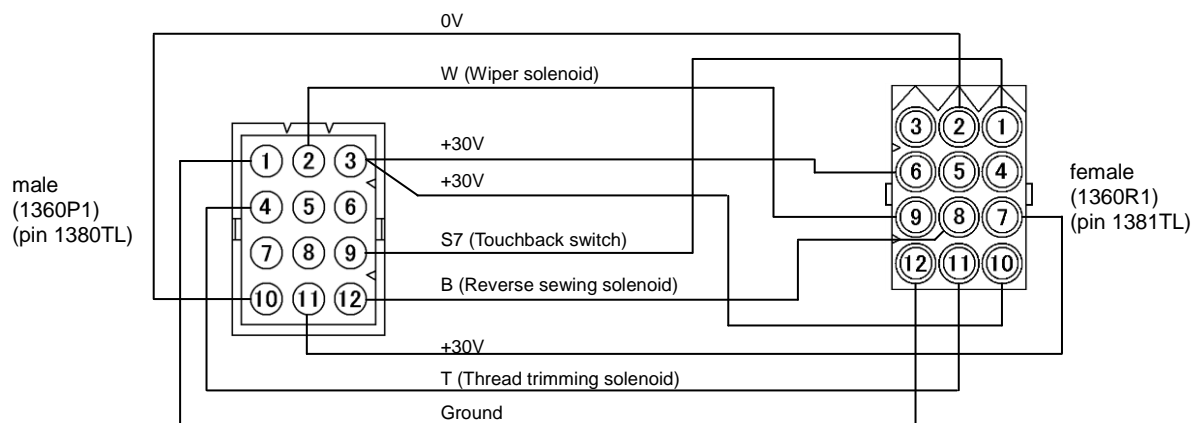 0V
W (Wiper solenoid)
+30V
+30V
S7 (Touchback switch)
B (Reverse sewing solenoid)
+30V
T (Thread trimming solenoid)
Ground
male
(1360P1)
(pin 1380TL)
1 2 3
4 5 6
7 8 9
10 11 12
3 2 1
6 5 4
9 8 7
12 11 10
female
(1360R1)
(pin 1381TL)